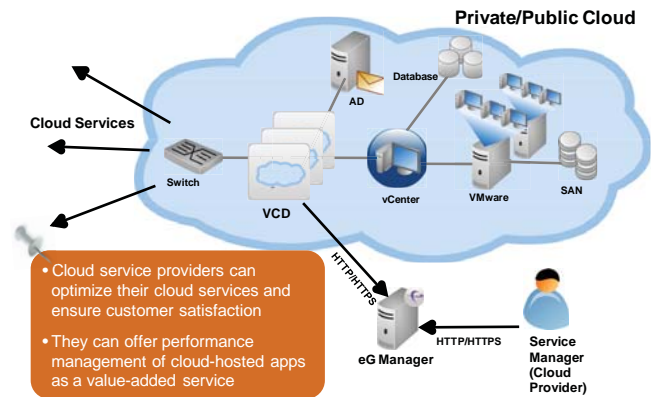 Private/Public Cloud
Database
AD
Cloud Services
Switch
VCD
vCenter
VMware
SAN
HTTP/HTTPS
• Cloud service providers can
optimize their cloud services and
ensure customer satisfaction
• They can offer performance
management of cloud-hosted apps
as a value-added service
eG Manager
HTTP/HTTPS
Service
Manager
(Cloud
Provider)